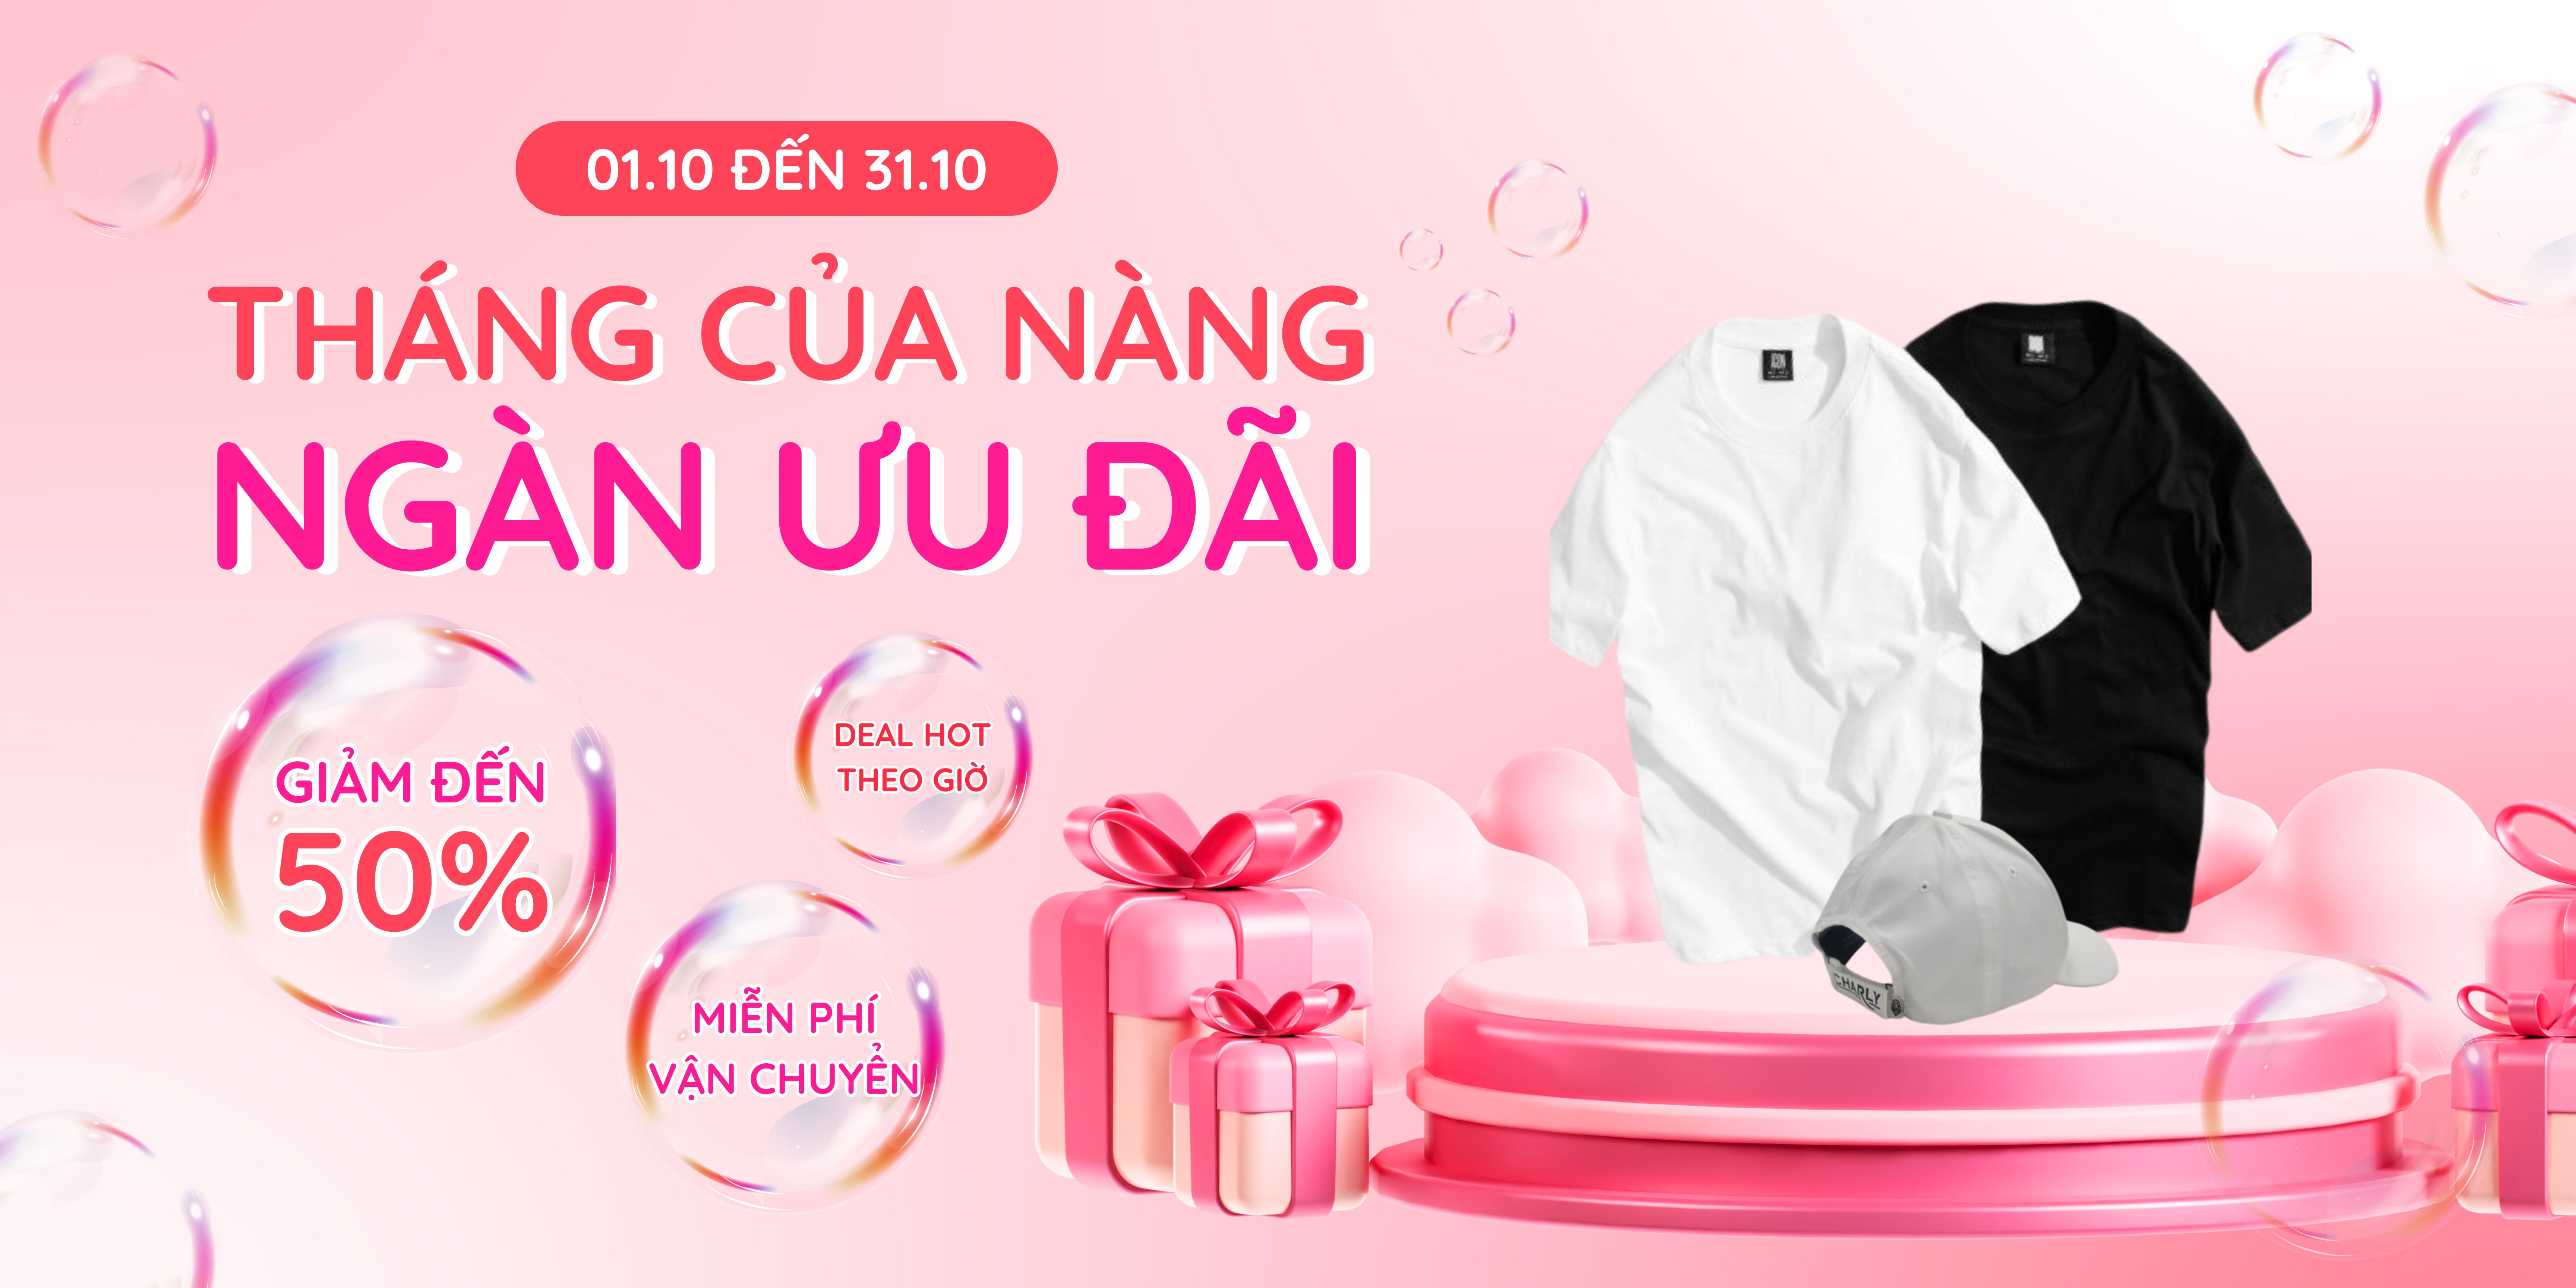 01.10 ĐẾN 31.10
THÁNG CỦA NÀNG
NGÀN ƯU ĐÃI
GIẢM ĐẾN
50%
DEAL HOT
THEO GIỜ
MIỄN PHÍ
VẬN CHUYỂN
CHARLY